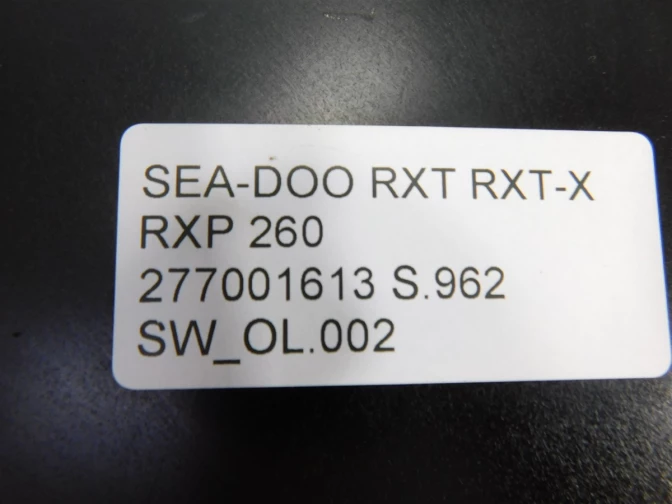 SEA-DOO RXT RXT-X
RXP 260
277001613 S.962
SW_OL.002